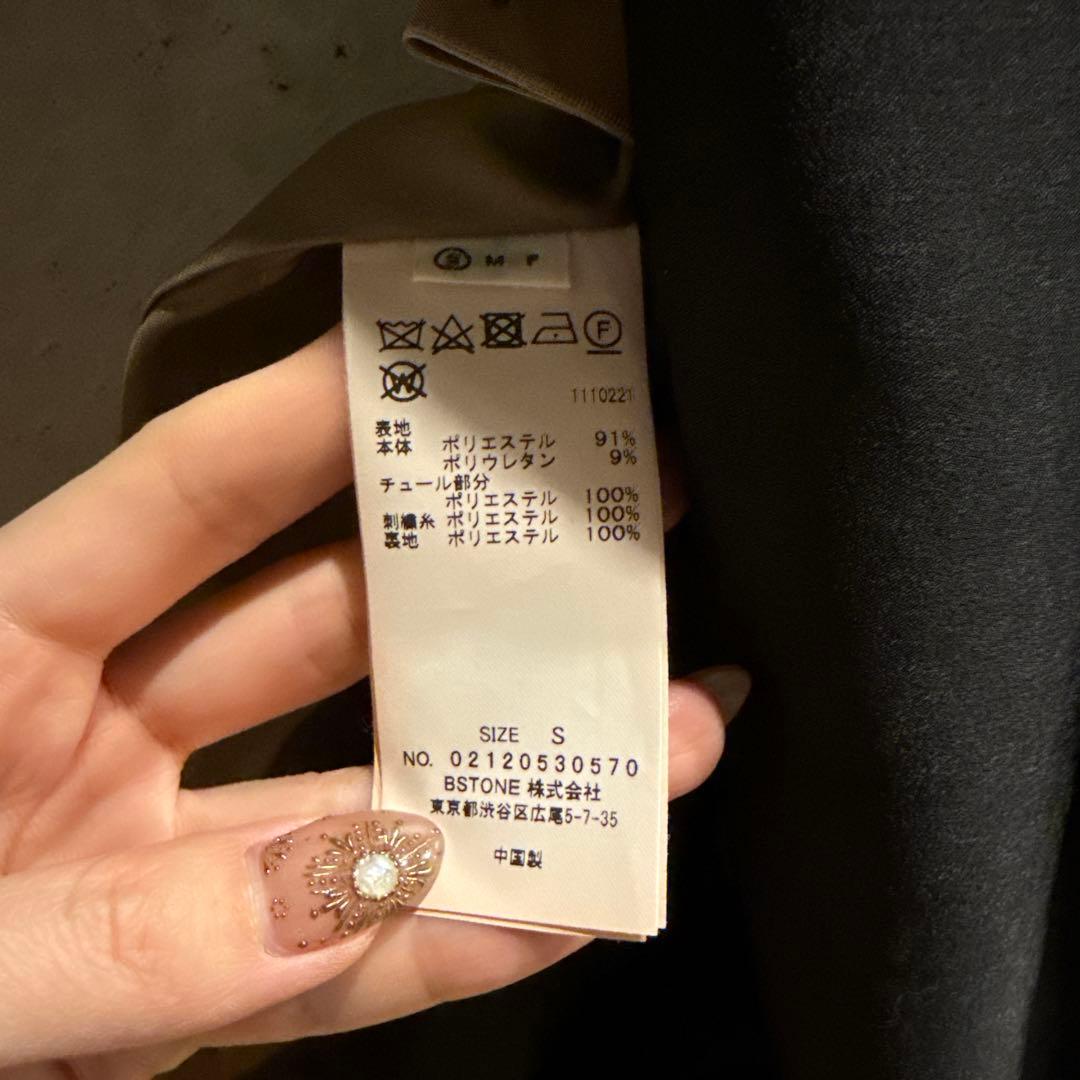 S M F
F
W
1110221
表地
本体 ポリエステル 91%
ポリウレタン 9%
チュール部分
ポリエステル 100%
刺繍糸 ポリエステル 100%
裏地 ポリエステル 100%
SIZE S
NO. 02120530570
BSTONE 株式会社
東京都渋谷区広尾5-7-35
中国製